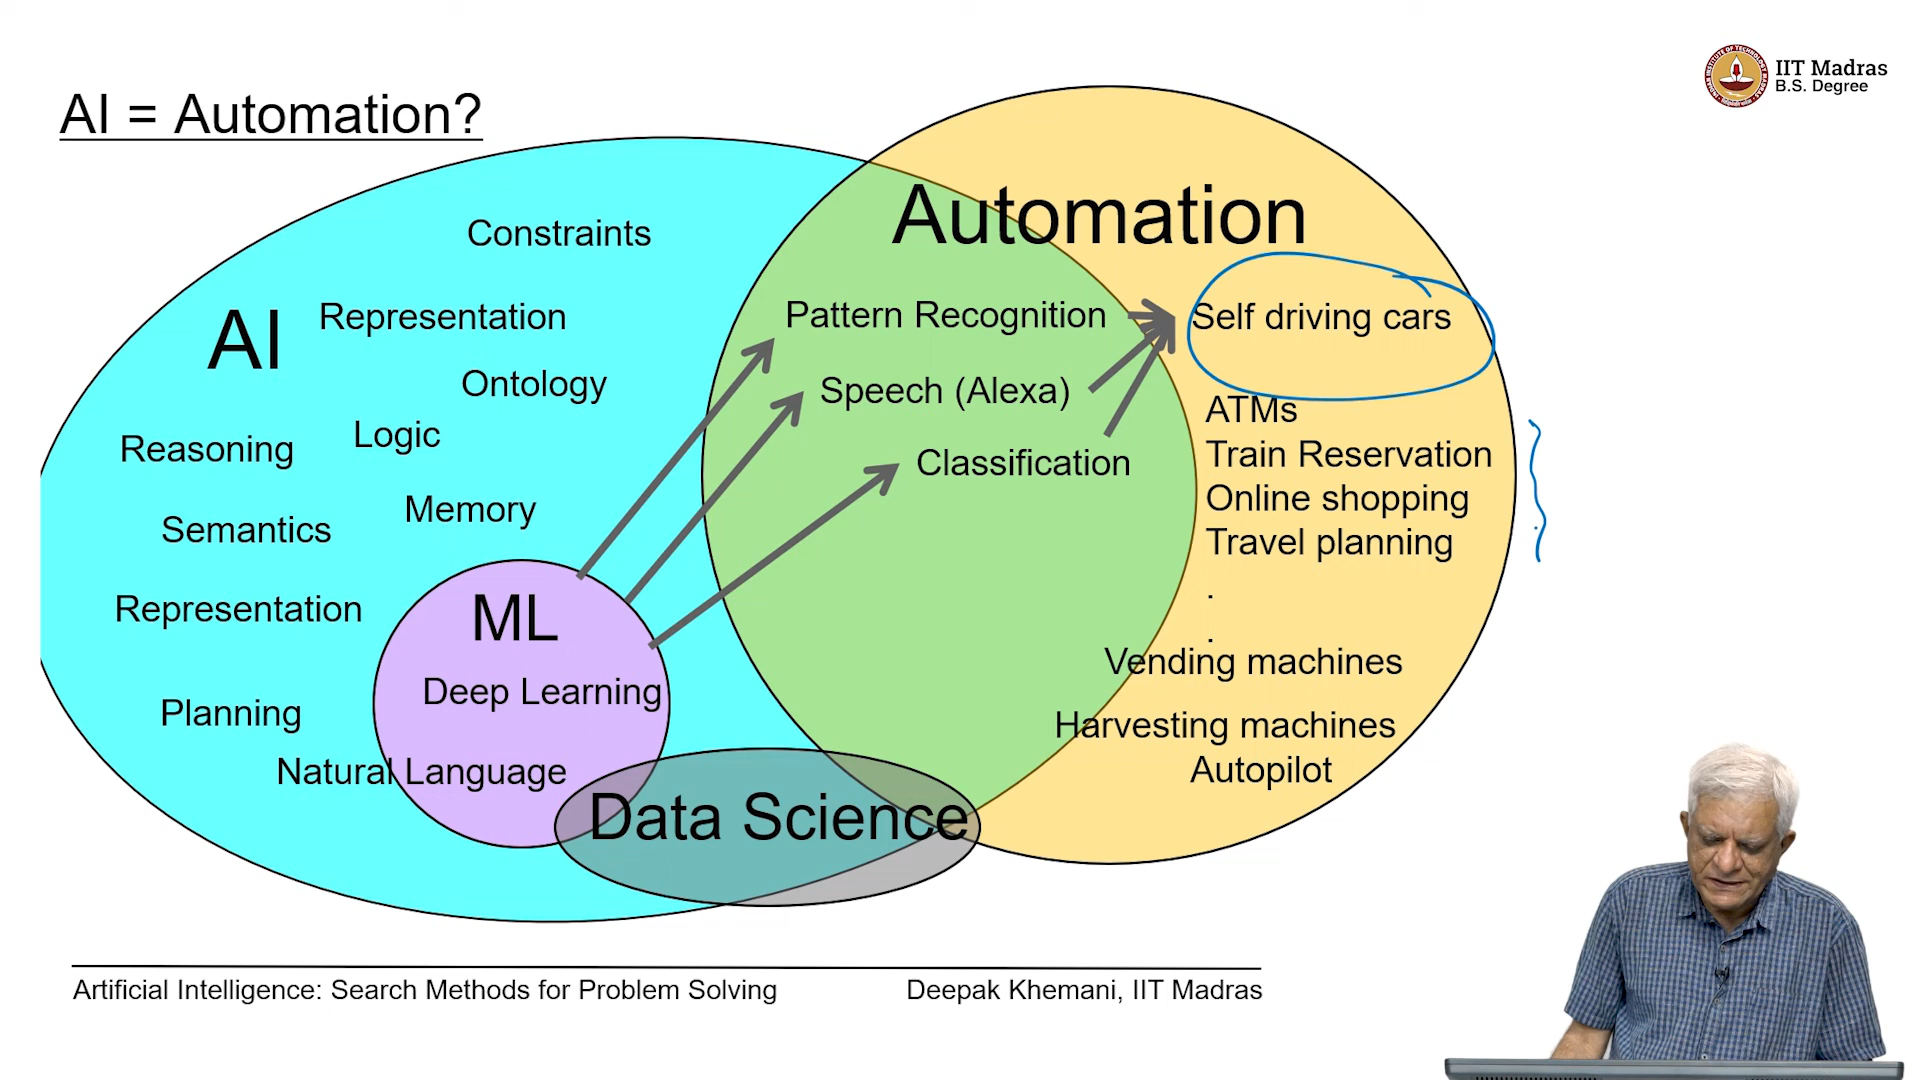 IIT Madras
B.S. Degree
AI = Automation?
Automation
Constraints
AI
Representation
Pattern Recognition
Self driving cars
Ontology
Speech (Alexa)
ATMs
Reasoning
Logic
Classification
Train Reservation
Semantics
Memory
Online shopping
Travel planning
.
.
Representation
ML
Vending machines
Deep Learning
Planning
Harvesting machines
Natural Language
Autopilot
Data Science
Artificial Intelligence: Search Methods for Problem Solving
Deepak Khemani, IIT Madras